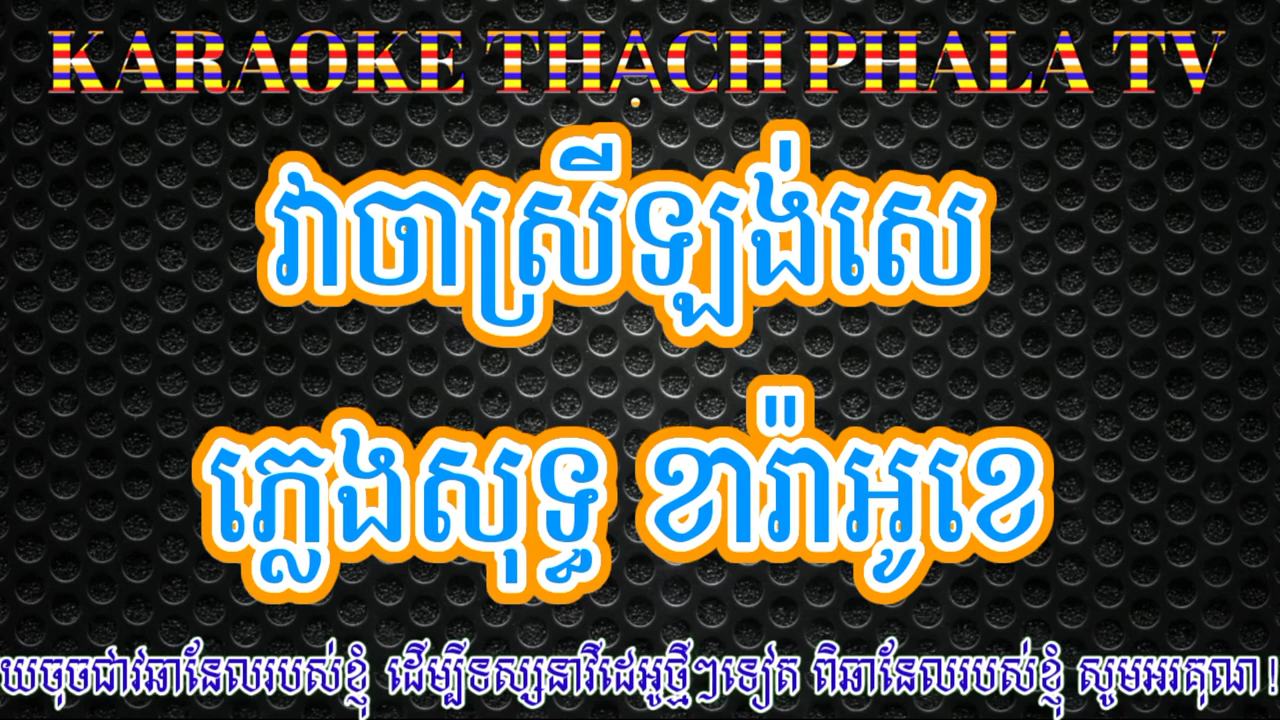 KARAOKE THẠCH PHALA TV
វាចាស្រីឡង់សេ
ភ្លេងសុទ្ធ ខារ៉ាអូខេ
យចុចជាវឆានែលរបស់ខ្ញុំ ដើម្បីទស្សនាវីដេអូថ្មីៗទៀត ពិឆានែលរបស់ខ្ញុំ សូមអរគុណ!